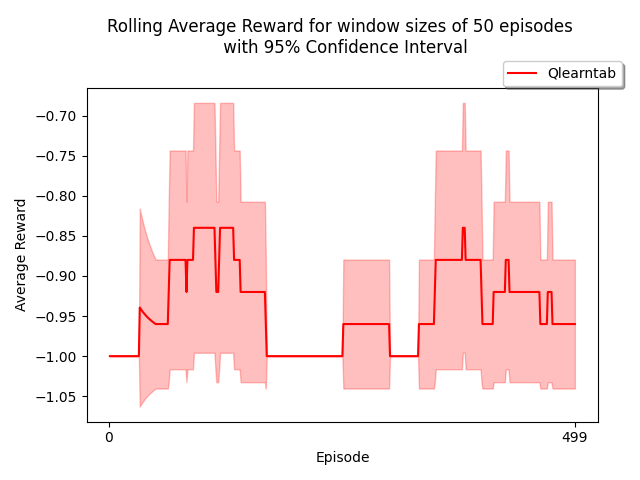 Rolling Average Reward for window sizes of 50 episodes
with 95% Confidence Interval
Qlearntab
−0.70
−0.75
−0.80
−0.85
−0.90
−0.95
−1.00
−1.05
Average Reward
0
499
Episode